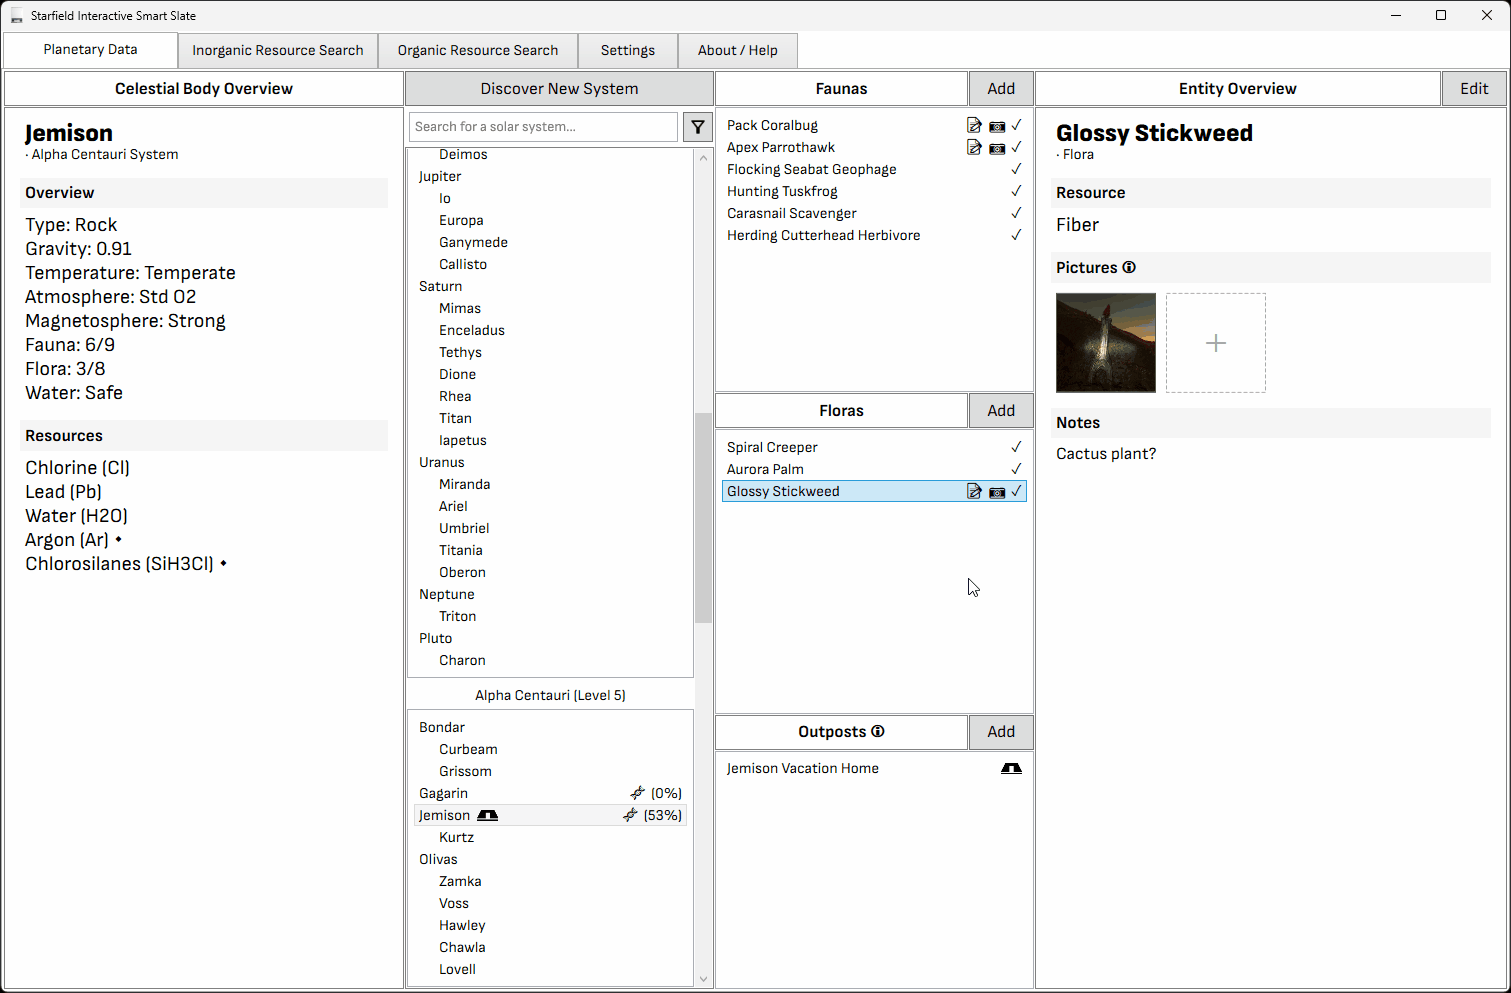 Starfield Interactive Smart Slate
Planetary Data
Inorganic Resource Search
Organic Resource Search
Settings
About / Help
Celestial Body Overview
Jemison
· Alpha Centauri System
Overview
Type: Rock
Gravity: 0.91
Temperature: Temperate
Atmosphere: Std O2
Magnetosphere: Strong
Fauna: 6/9
Flora: 3/8
Water: Safe
Resources
Chlorine (Cl)
Lead (Pb)
Water (H2O)
Argon (Ar) ⬩
Chlorosilanes (SiH3Cl) ⬩
Discover New System
Search for a solar system...
Deimos
Jupiter
Io
Europa
Ganymede
Callisto
Saturn
Mimas
Enceladus
Tethys
Dione
Rhea
Titan
Iapetus
Uranus
Miranda
Ariel
Umbriel
Titania
Oberon
Neptune
Triton
Pluto
Charon
Alpha Centauri (Level 5)
Bondar
Curbeam
Grissom
Gagarin (0%)
Jemison (53%)
Kurtz
Olivas
Zamka
Voss
Hawley
Chawla
Lovell
Faunas
Add
Pack Coralbug
Apex Parrothawk
Flocking Seabat Geophage
Hunting Tuskfrog
Carasnail Scavenger
Herding Cutterhead Herbivore
Floras
Add
Spiral Creeper
Aurora Palm
Glossy Stickweed
Outposts
Add
Jemison Vacation Home
Entity Overview
Edit
Glossy Stickweed
· Flora
Resource
Fiber
Pictures
Notes
Cactus plant?